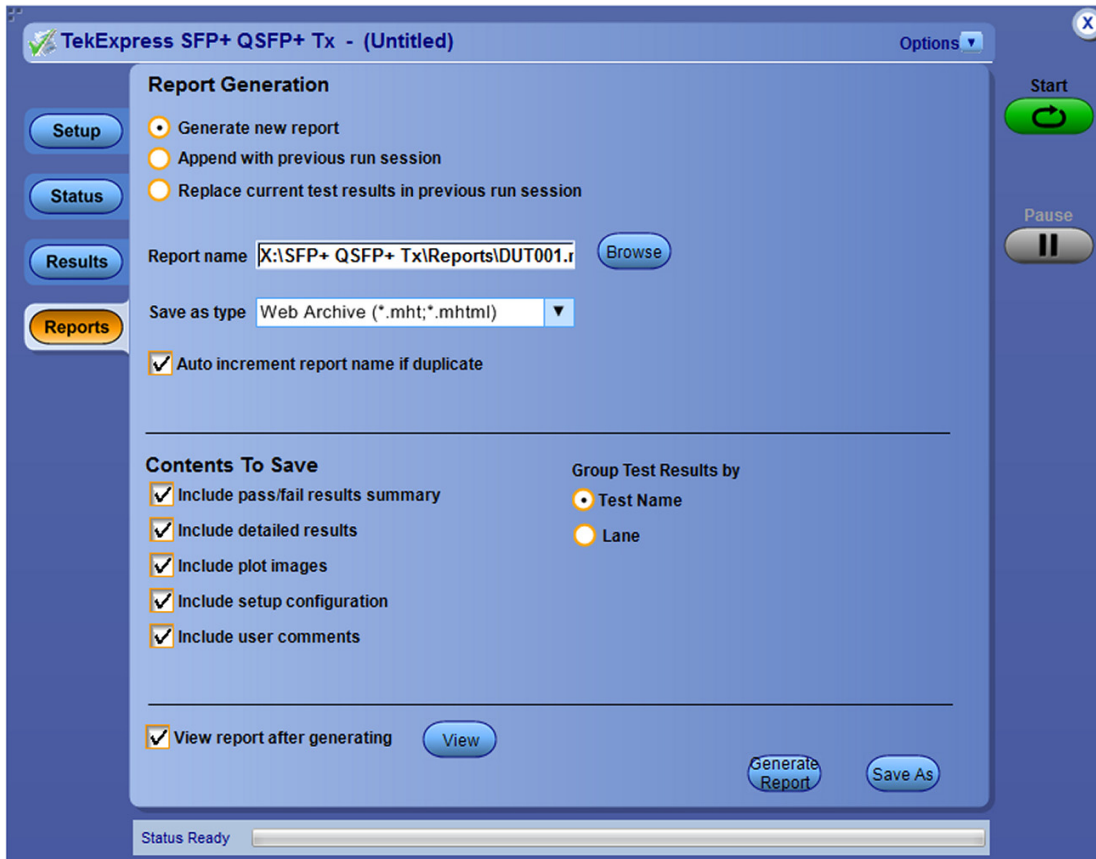 TekExpress SFP+ QSFP+ Tx - (Untitled)
Options
X
Start
Pause
Setup
Status
Results
Reports
Report Generation
Generate new report
Append with previous run session
Replace current test results in previous run session
Report name X:\SFP+ QSFP+ Tx\Reports\DUT001.r Browse
Save as type Web Archive (*.mht;*.mhtml)
Auto increment report name if duplicate
Contents To Save
Include pass/fail results summary
Include detailed results
Include plot images
Include setup configuration
Include user comments
Group Test Results by
Test Name
Lane
View report after generating View
Generate
Report
Save As
Status Ready